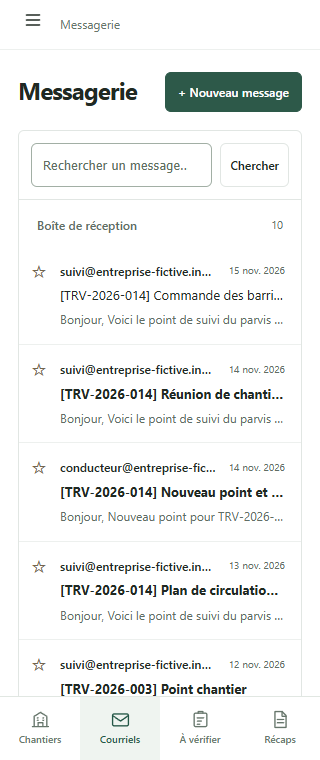 Messagerie
Messagerie
+ Nouveau message
Rechercher un message..
Chercher
Boîte de réception 10
suivi@entreprise-fictive.in... 15 nov. 2026
[TRV-2026-014] Commande des barri...
Bonjour, Voici le point de suivi du parvis ...
suivi@entreprise-fictive.in... 14 nov. 2026
[TRV-2026-014] Réunion de chanti...
Bonjour, Voici le point de suivi du parvis ...
conducteur@entreprise-fic... 14 nov. 2026
[TRV-2026-014] Nouveau point et ...
Bonjour, Nouveau point pour TRV-2026-...
suivi@entreprise-fictive.in... 13 nov. 2026
[TRV-2026-014] Plan de circulatio...
Bonjour, Voici le point de suivi du parvis ...
suivi@entreprise-fictive.in... 12 nov. 2026
[TRV-2026-003] Point chantier
Chantiers
Courriels
À vérifier
Récaps